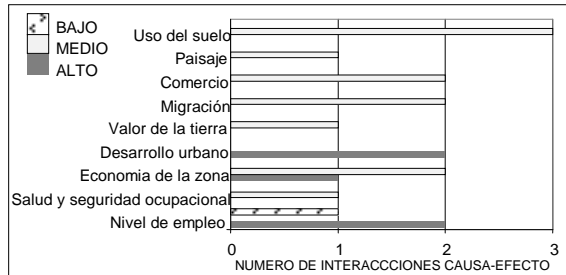 BAJO
MEDIO
ALTO
Uso del suelo
Paisaje
Comercio
Migración
Valor de la tierra
Desarrollo urbano
Economia de la zona
Salud y seguridad ocupacional
Nivel de empleo
0 1 2 3
NUMERO DE INTERACCCIONES CAUSA-EFECTO